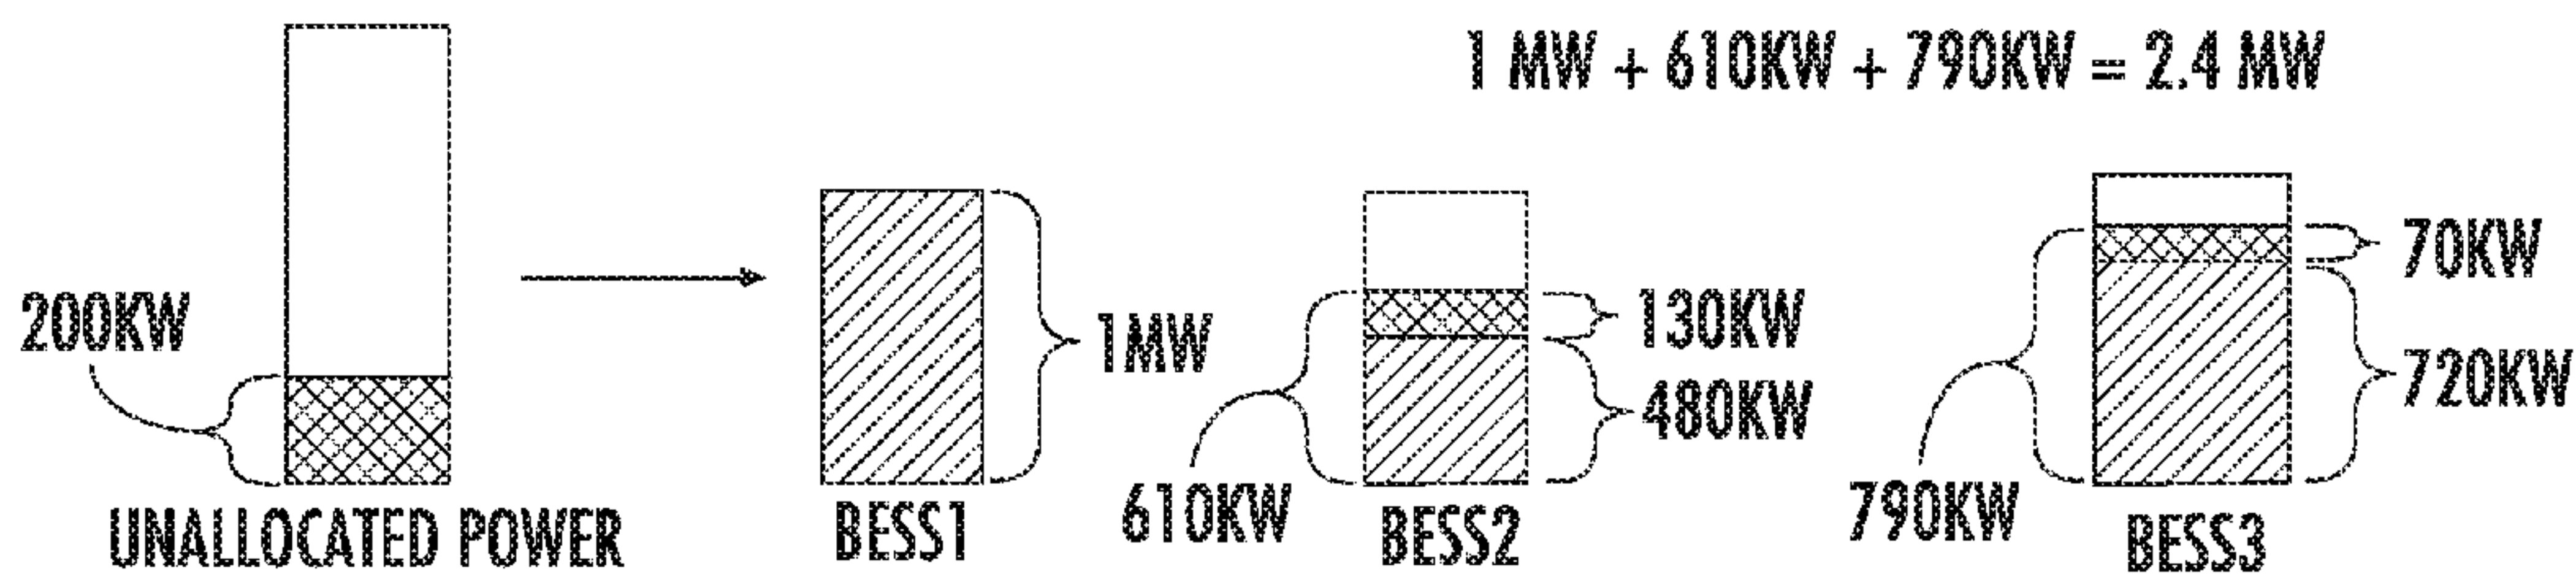 1 MW + 610KW + 790KW = 2.4 MW
200KW
UNALLOCATED POWER
1MW
BESS1
130KW
480KW
610KW
BESS2
70KW
720KW
790KW
BESS3